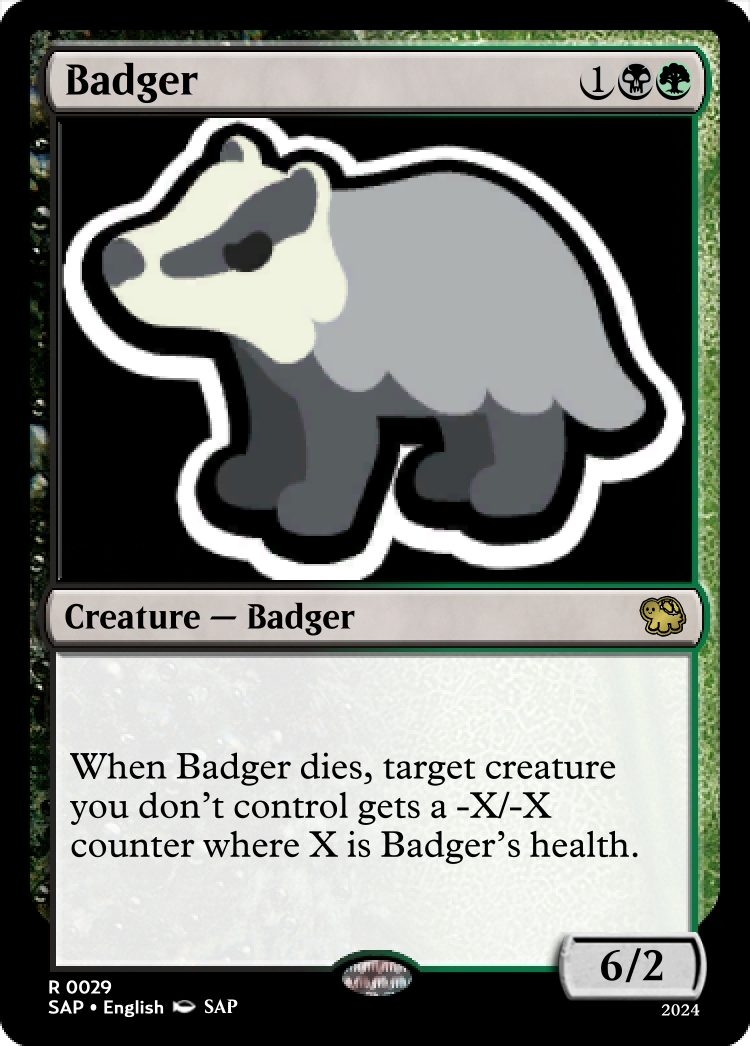 Badger 1
Creature — Badger
When Badger dies, target creature
you don't control gets a -X/-X
counter where X is Badger's health.
6/2
R 0029
SAP • English SAP
2024